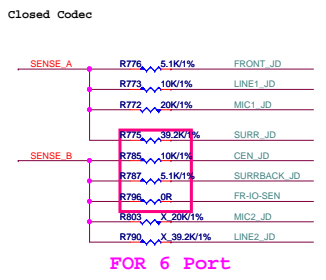 Closed Codec
SENSE_A R776 5.1K/1% FRONT_JD
R773 10K/1% LINE1_JD
R772 20K/1% MIC1_JD
R775 39.2K/1% SURR_JD
SENSE_B R785 10K/1% CEN_JD
R787 5.1K/1% SURRBACK_JD
R796 0R FR-IO-SEN
R803 X_20K/1% MIC2_JD
R790 X_39.2K/1% LINE2_JD
FOR 6 Port